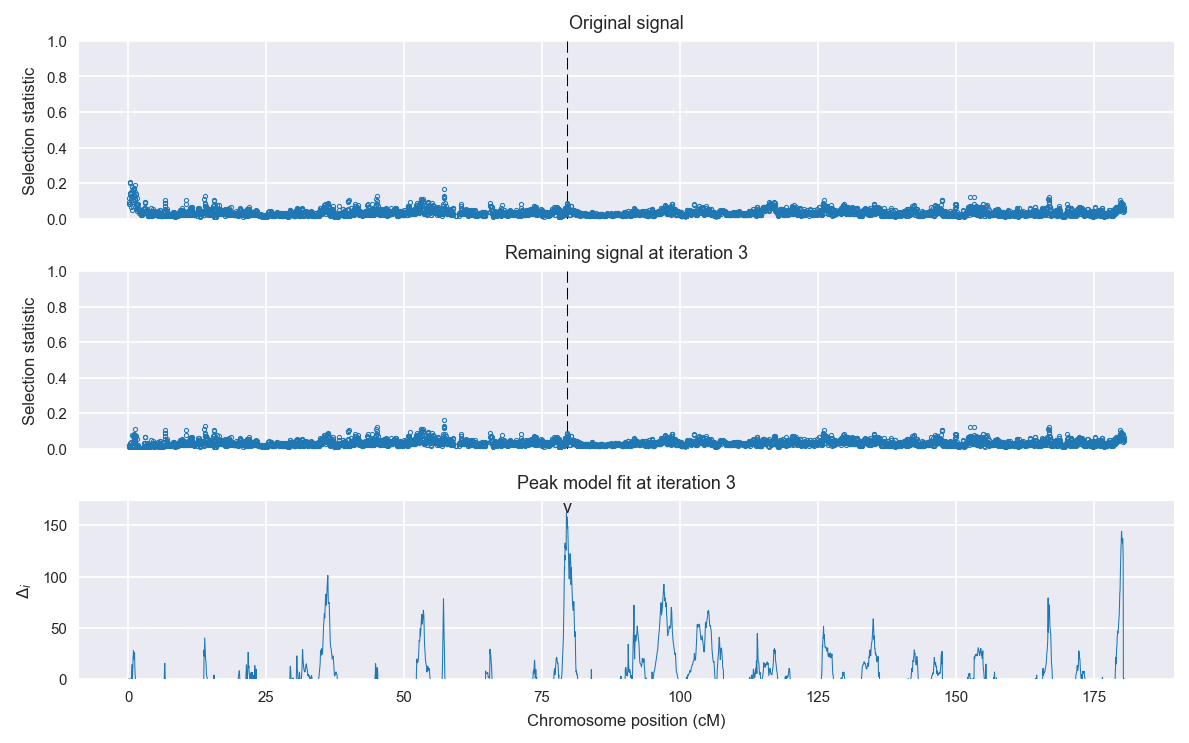 Original signal
1.0
0.8
0.6
0.4
0.2
0.0
Selection statistic
Remaining signal at iteration 3
1.0
0.8
0.6
0.4
0.2
0.0
Selection statistic
Peak model fit at iteration 3
v
150
100
50
0
Δi
0 25 50 75 100 125 150 175
Chromosome position (cM)